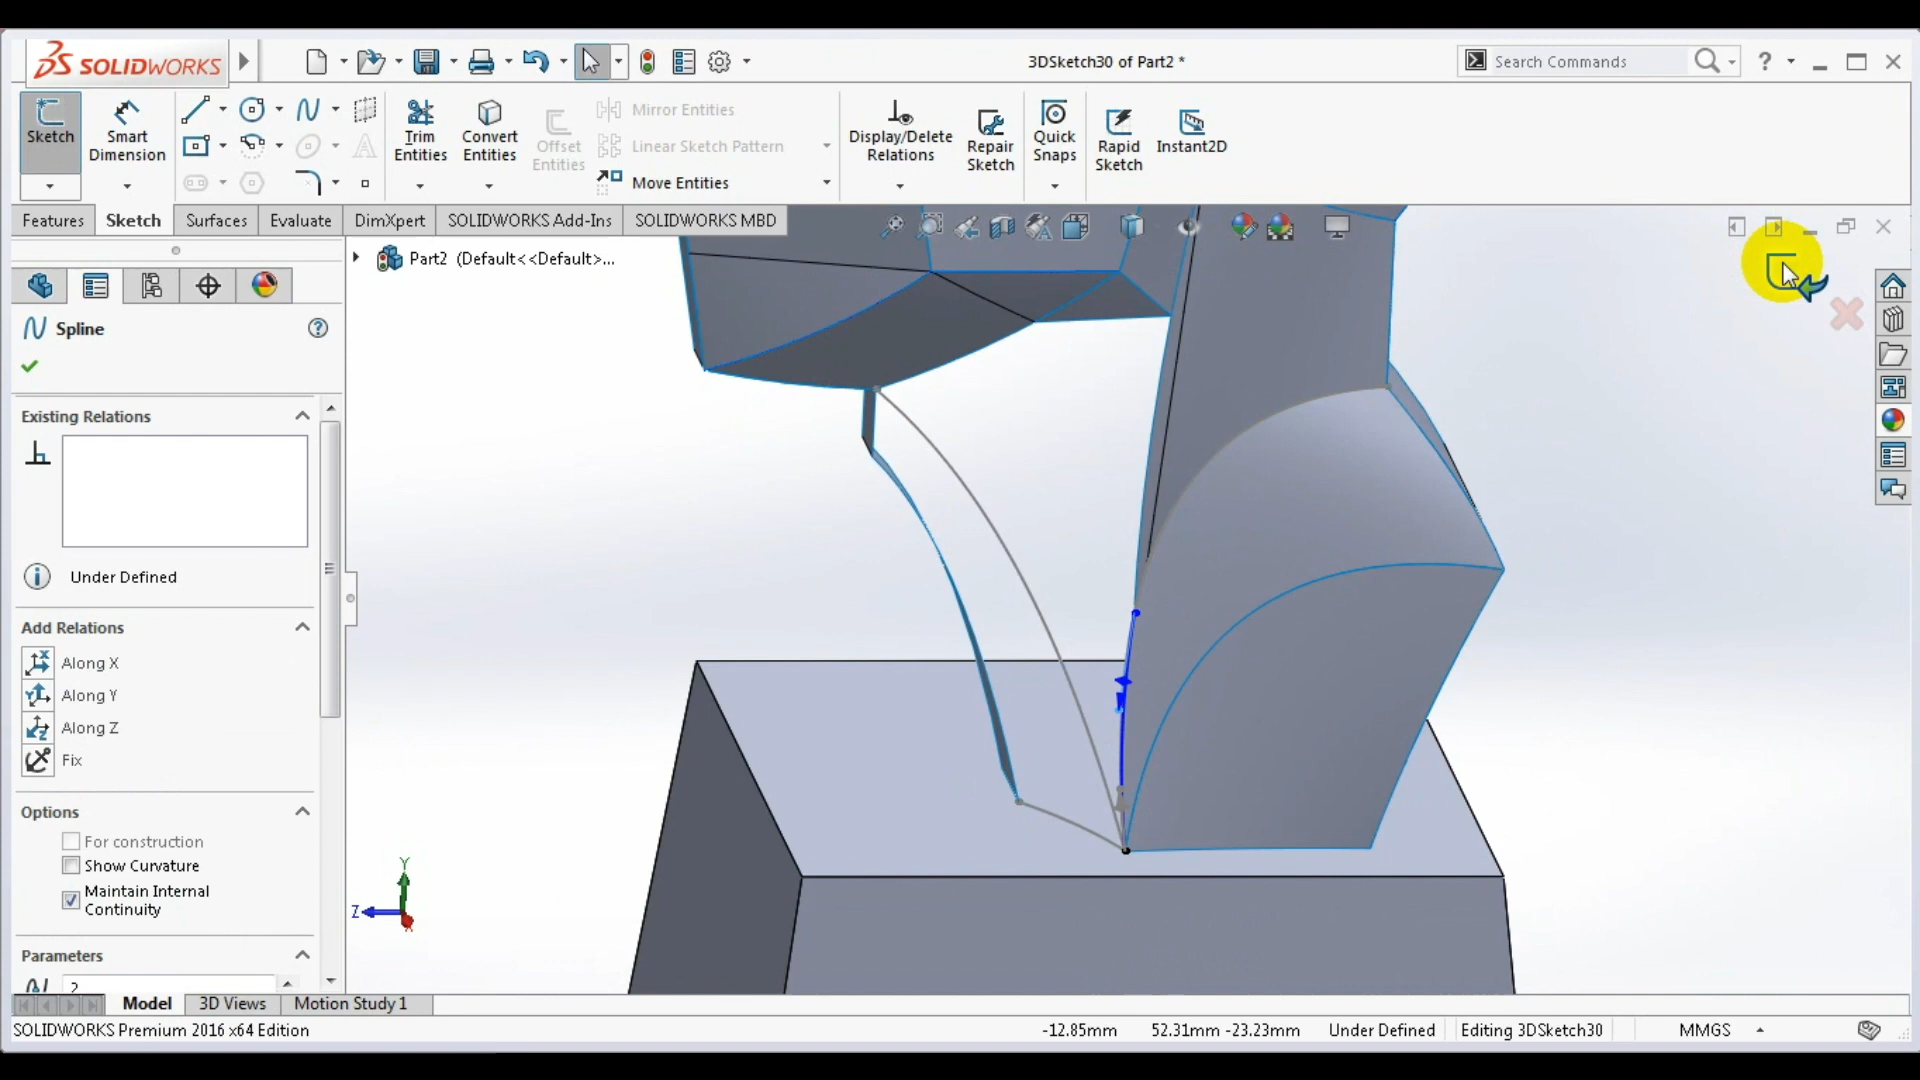 SOLIDWORKS
3DSketch30 of Part2 *
Search Commands
?
Sketch
Smart
Dimension
Trim
Entities
Convert
Entities
Offset
Entities
Mirror Entities
Linear Sketch Pattern
Move Entities
Display/Delete
Relations
Repair
Sketch
Quick
Snaps
Rapid
Sketch
Instant2D
Features
Sketch
Surfaces
Evaluate
DimXpert
SOLIDWORKS Add-Ins
SOLIDWORKS MBD
Part2 (Default<<Default>...
Spline
?
Existing Relations
Under Defined
Add Relations
Along X
Along Y
Along Z
Fix
Options
For construction
Show Curvature
Maintain Internal
Continuity
Parameters
2
Y
Z
X
Model
3D Views
Motion Study 1
SOLIDWORKS Premium 2016 x64 Edition
-12.85mm
52.31mm -23.23mm
Under Defined
Editing 3DSketch30
MMGS